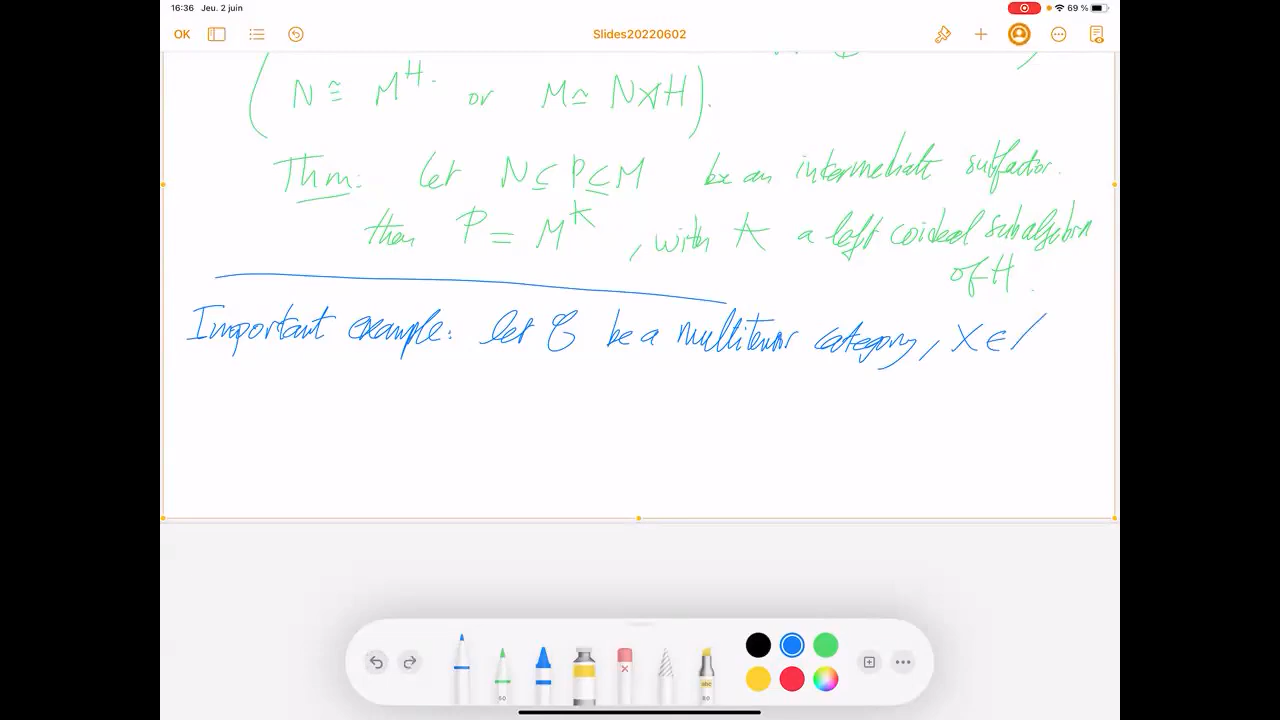 16:36 Jeu. 2 juin
69 %
OK
Slides20220602
( N ≅ M^H or M ≃ N ⋊ H ).
Thm: Let N ⊆ P ⊆ M be an intermediate subfactor.
then P = M^K, with K a left coideal subalgebra
of H.
Important example: let C be a multitensor category, X ∈